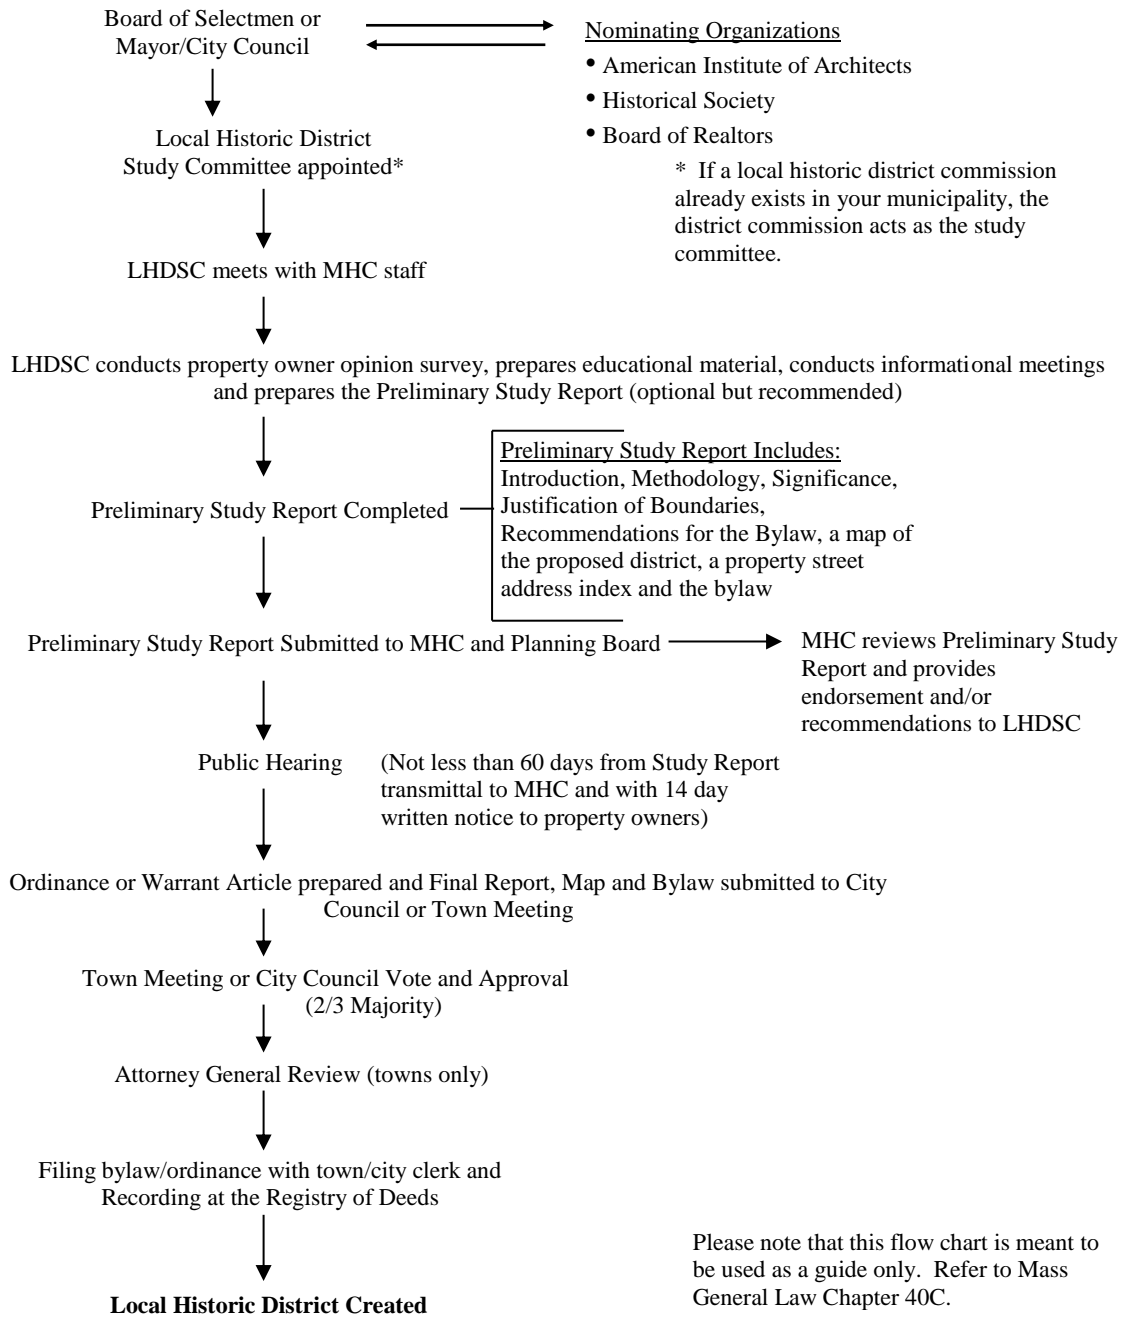 Board of Selectmen or
Mayor/City Council
Nominating Organizations
• American Institute of Architects
• Historical Society
• Board of Realtors
* If a local historic district commission
already exists in your municipality, the
district commission acts as the study
committee.
Local Historic District
Study Committee appointed*
LHDSC meets with MHC staff
LHDSC conducts property owner opinion survey, prepares educational material, conducts informational meetings
and prepares the Preliminary Study Report (optional but recommended)
Preliminary Study Report Completed
Preliminary Study Report Includes:
Introduction, Methodology, Significance,
Justification of Boundaries,
Recommendations for the Bylaw, a map of
the proposed district, a property street
address index and the bylaw
Preliminary Study Report Submitted to MHC and Planning Board
MHC reviews Preliminary Study
Report and provides
endorsement and/or
recommendations to LHDSC
Public Hearing
(Not less than 60 days from Study Report
transmittal to MHC and with 14 day
written notice to property owners)
Ordinance or Warrant Article prepared and Final Report, Map and Bylaw submitted to City
Council or Town Meeting
Town Meeting or City Council Vote and Approval
(2/3 Majority)
Attorney General Review (towns only)
Filing bylaw/ordinance with town/city clerk and
Recording at the Registry of Deeds
Local Historic District Created
Please note that this flow chart is meant to
be used as a guide only. Refer to Mass
General Law Chapter 40C.